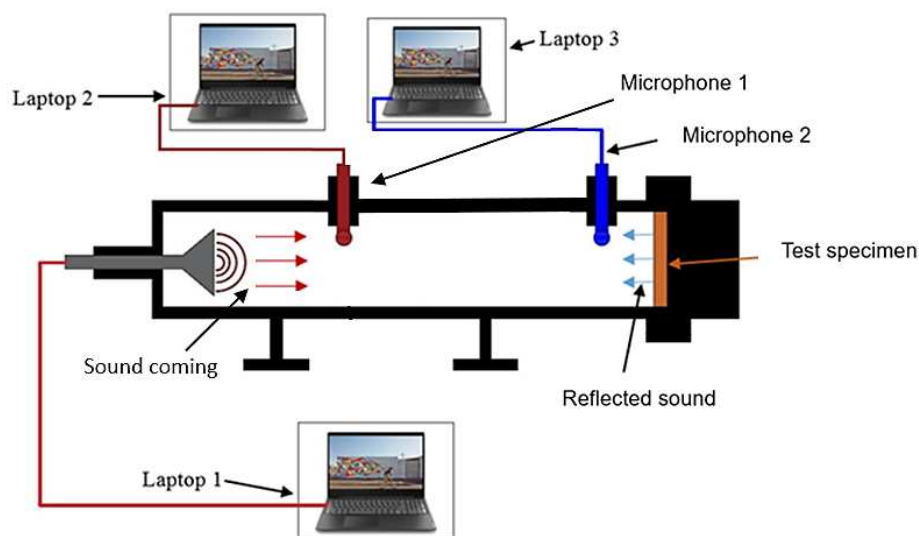 Laptop 3
Laptop 2
Microphone 1
Microphone 2
Test specimen
Sound coming
Reflected sound
Laptop 1